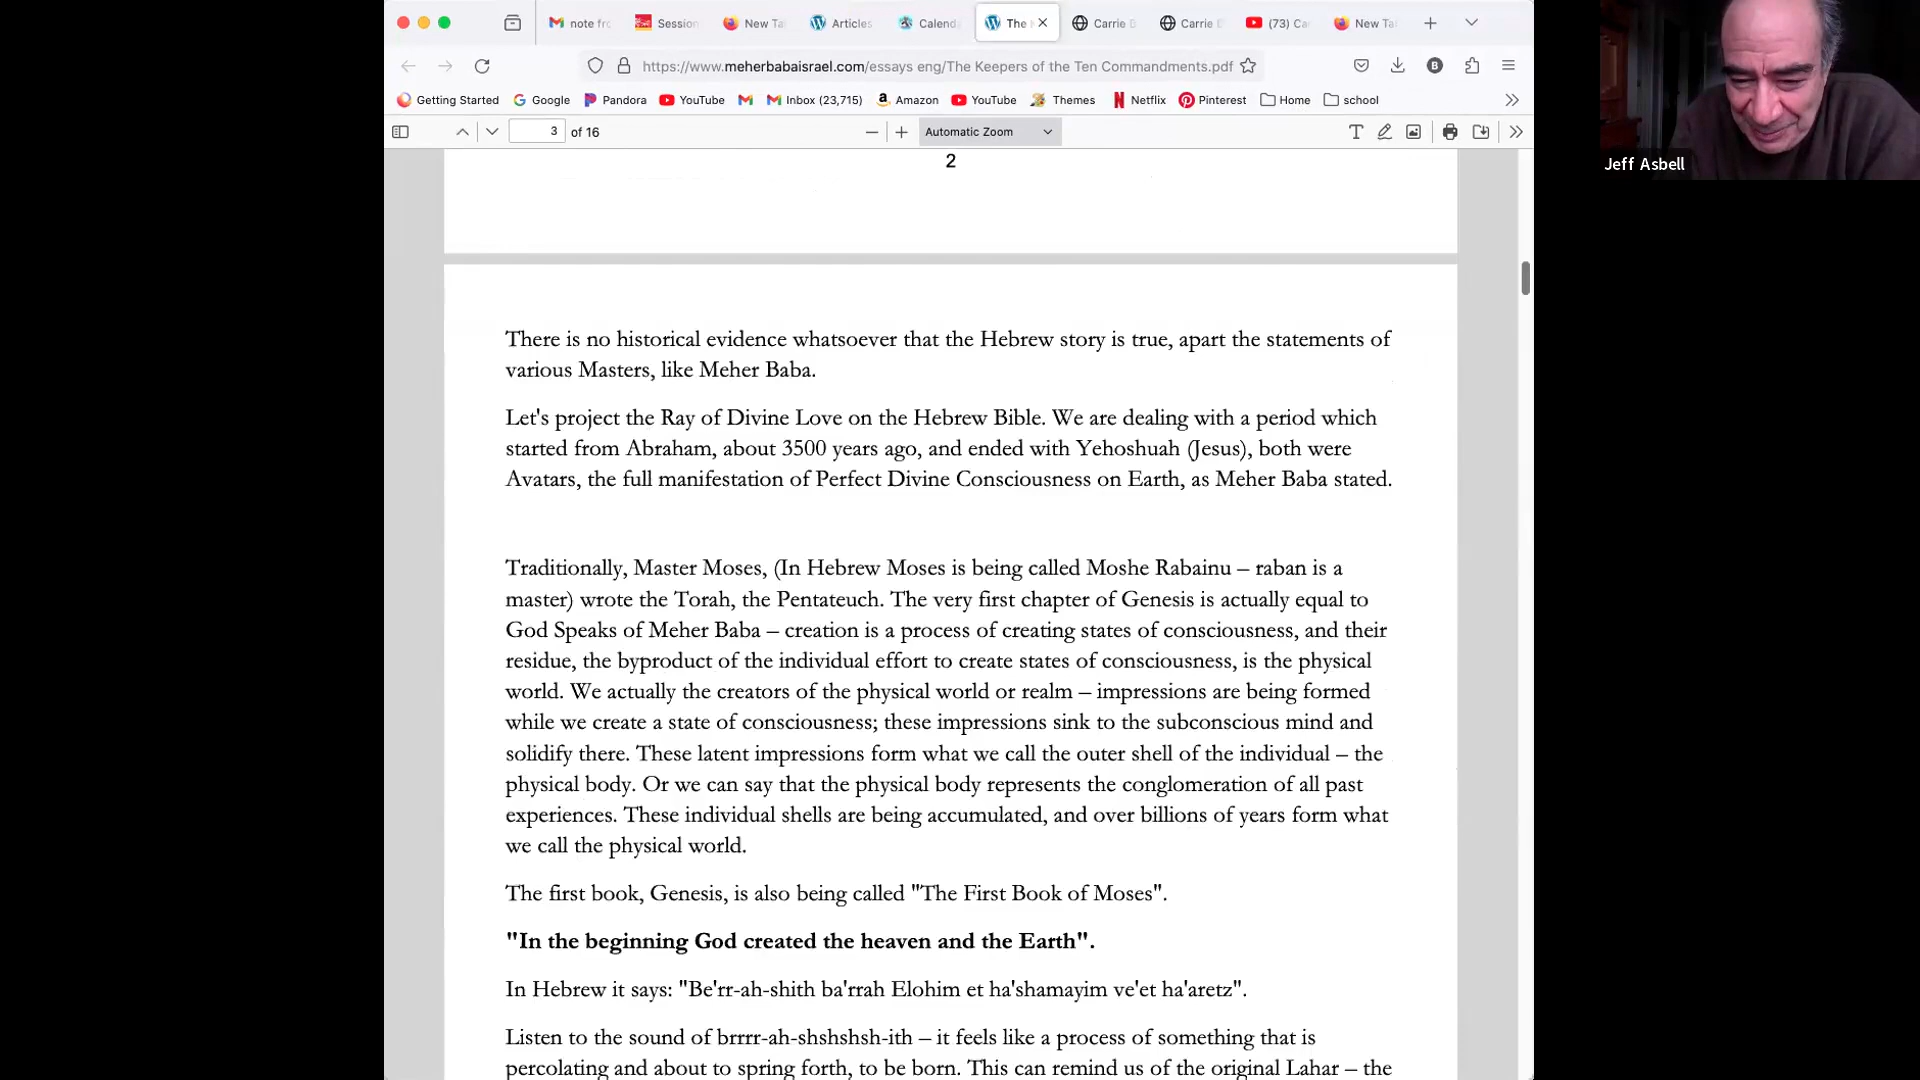 note fro
Session
New Ta
Articles
Calend
The
Carrie B
Carrie
(73) Ca
New Ta
https://www.meherbabaisrael.com/essays eng/The Keepers of the Ten Commandments.pdf
Getting Started
Google
Pandora
YouTube
Inbox (23,715)
Amazon
YouTube
Themes
Netflix
Pinterest
Home
school
3 of 16
Automatic Zoom
Jeff Asbell
2
There is no historical evidence whatsoever that the Hebrew story is true, apart the statements of
various Masters, like Meher Baba.
Let's project the Ray of Divine Love on the Hebrew Bible. We are dealing with a period which
started from Abraham, about 3500 years ago, and ended with Yehoshuah (Jesus), both were
Avatars, the full manifestation of Perfect Divine Consciousness on Earth, as Meher Baba stated.
Traditionally, Master Moses, (In Hebrew Moses is being called Moshe Rabainu – raban is a
master) wrote the Torah, the Pentateuch. The very first chapter of Genesis is actually equal to
God Speaks of Meher Baba – creation is a process of creating states of consciousness, and their
residue, the byproduct of the individual effort to create states of consciousness, is the physical
world. We actually the creators of the physical world or realm – impressions are being formed
while we create a state of consciousness; these impressions sink to the subconscious mind and
solidify there. These latent impressions form what we call the outer shell of the individual – the
physical body. Or we can say that the physical body represents the conglomeration of all past
experiences. These individual shells are being accumulated, and over billions of years form what
we call the physical world.
The first book, Genesis, is also being called "The First Book of Moses".
"In the beginning God created the heaven and the Earth".
In Hebrew it says: "Be'rr-ah-shith ba'rrah Elohim et ha'shamayim ve'et ha'aretz".
Listen to the sound of brrrr-ah-shshshsh-ith – it feels like a process of something that is
percolating and about to spring forth, to be born. This can remind us of the original Lahar – the